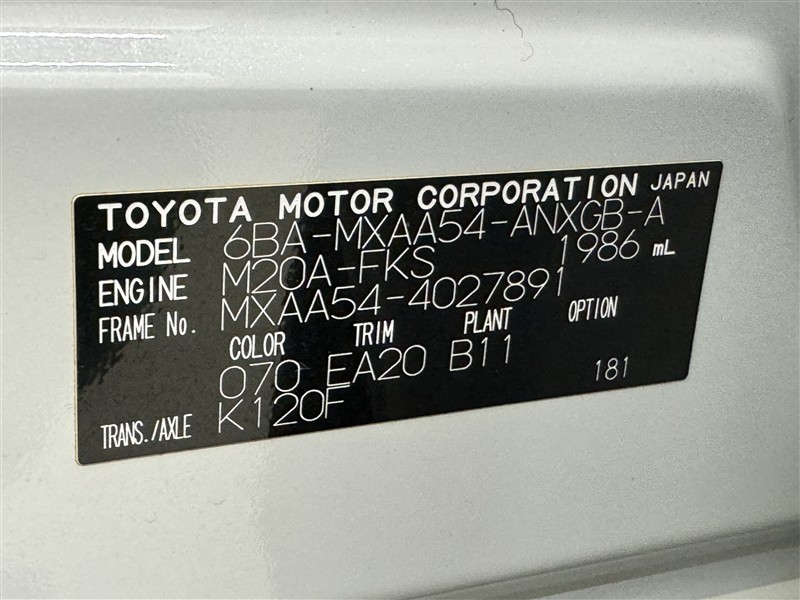 TOYOTA MOTOR CORPORATION JAPAN
MODEL 6BA-MXAA54-ANXGB-A
ENGINE M20A-FKS 1986 mL
FRAME No. MXAA54-4027891
COLOR TRIM PLANT OPTION
070 EA20 B11 181
TRANS./AXLE K120F